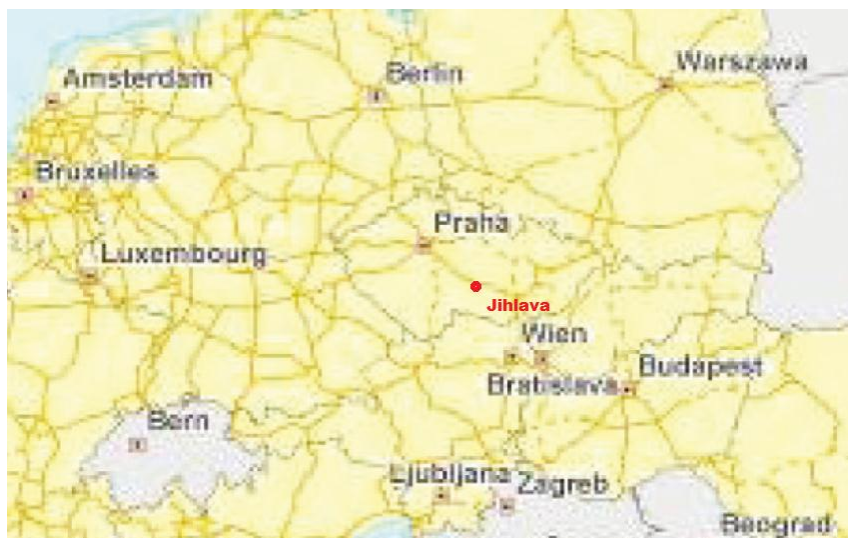 Amsterdam
Berlin
Warszawa
Bruxelles
Praha
Luxembourg
Jihlava
Wien
Bratislava
Budapest
Bern
Ljubljana
Zagreb
Beograd